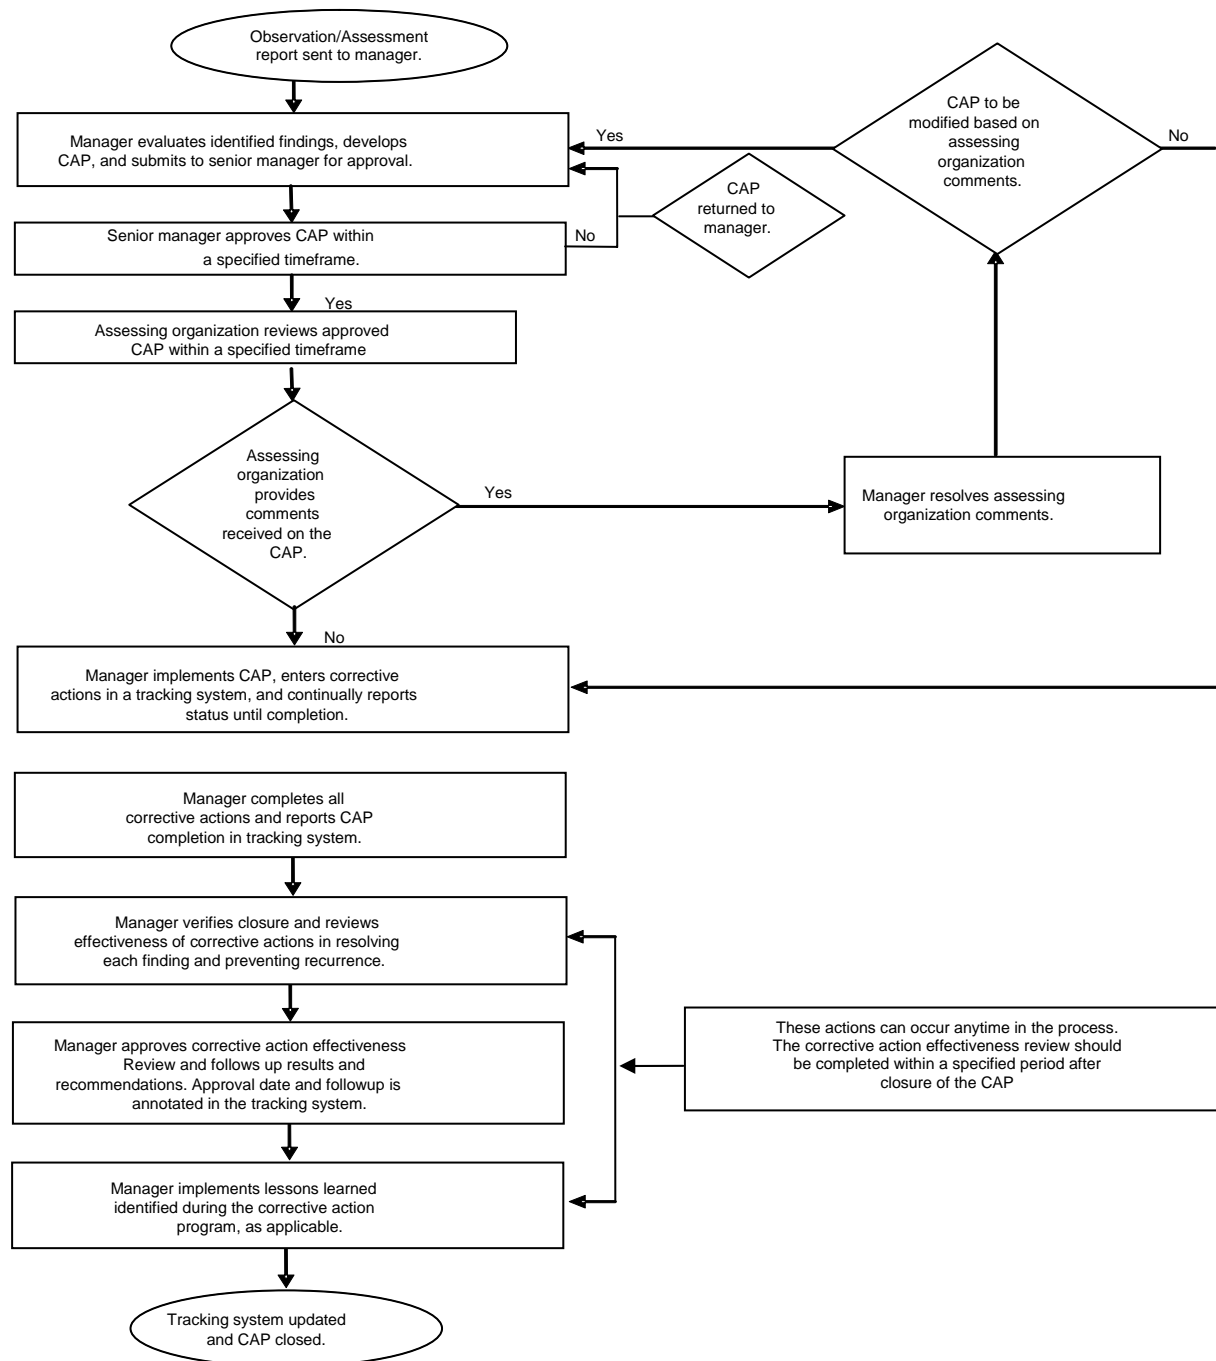 Observation/Assessment
report sent to manager.
CAP to be
modified based on
assessing
organization
comments.
Yes
No
Manager evaluates identified findings, develops
CAP, and submits to senior manager for approval.
CAP
returned to
manager.
Senior manager approves CAP within
a specified timeframe.
No
Yes
Assessing organization reviews approved
CAP within a specified timeframe
Assessing
organization
provides
comments
received on the
CAP.
Yes
Manager resolves assessing
organization comments.
No
Manager implements CAP, enters corrective
actions in a tracking system, and continually reports
status until completion.
Manager completes all
corrective actions and reports CAP
completion in tracking system.
Manager verifies closure and reviews
effectiveness of corrective actions in resolving
each finding and preventing recurrence.
Manager approves corrective action effectiveness
Review and follows up results and
recommendations. Approval date and followup is
annotated in the tracking system.
These actions can occur anytime in the process.
The corrective action effectiveness review should
be completed within a specified period after
closure of the CAP
Manager implements lessons learned
identified during the corrective action
program, as applicable.
Tracking system updated
and CAP closed.